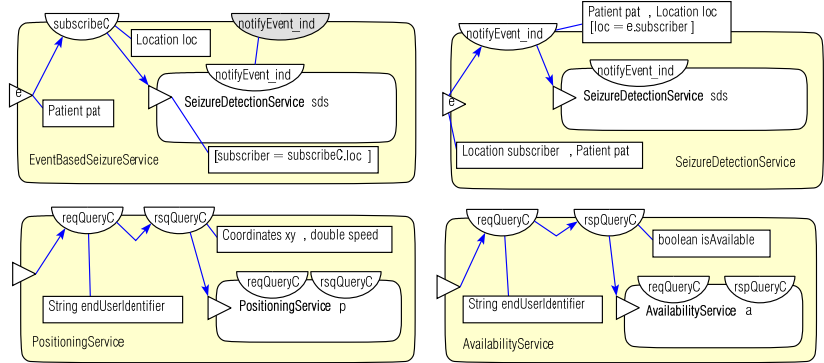 subscribeC
notifyEvent_ind
Location loc
e
Patient pat
notifyEvent_ind
SeizureDetectionService sds
[subscriber = subscribeC.loc ]
EventBasedSeizureService
notifyEvent_ind
Patient pat , Location loc
[loc = e.subscriber ]
e
notifyEvent_ind
SeizureDetectionService sds
Location subscriber , Patient pat
SeizureDetectionService
reqQueryC
rsqQueryC
Coordinates xy , double speed
String endUserIdentifier
reqQueryC
rsqQueryC
PositioningService p
PositioningService
reqQueryC
rspQueryC
boolean isAvailable
String endUserIdentifier
reqQueryC
rspQueryC
AvailabilityService a
AvailabilityService